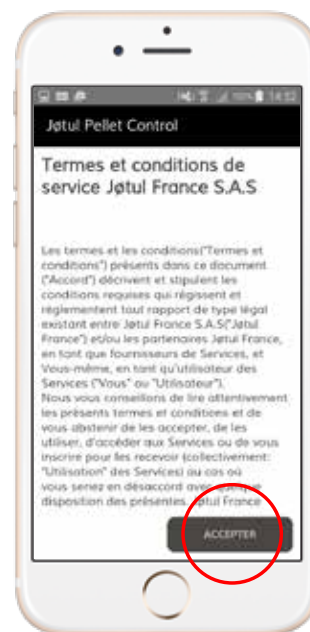 100% 14:52
Jøtul Pellet Control
Termes et conditions de
service Jøtul France S.A.S
Les termes et les conditions("Termes et
conditions") présents dans ce document
("Accord") décrivent et stipulent les
conditions requises qui régissent et
réglementent tout rapport de type légal
existant entre Jøtul France S.A.S("Jøtul
France") et/ou les partenaires Jøtul France,
en tant que fournisseurs de Services, et
Vous-même, en tant qu'utilisateur des
Services ("Vous" ou "Utilisateur").
Nous vous conseillons de lire attentivement
les présents termes et conditions et de
vous abstenir de les accepter, de les
utiliser, d'accéder aux Services ou de vous
inscrire pour les recevoir (collectivement:
"Utilisation" des Services) au cas où
vous seriez en désaccord avec quelque
disposition des présentes. Jøtul France
ACCEPTER